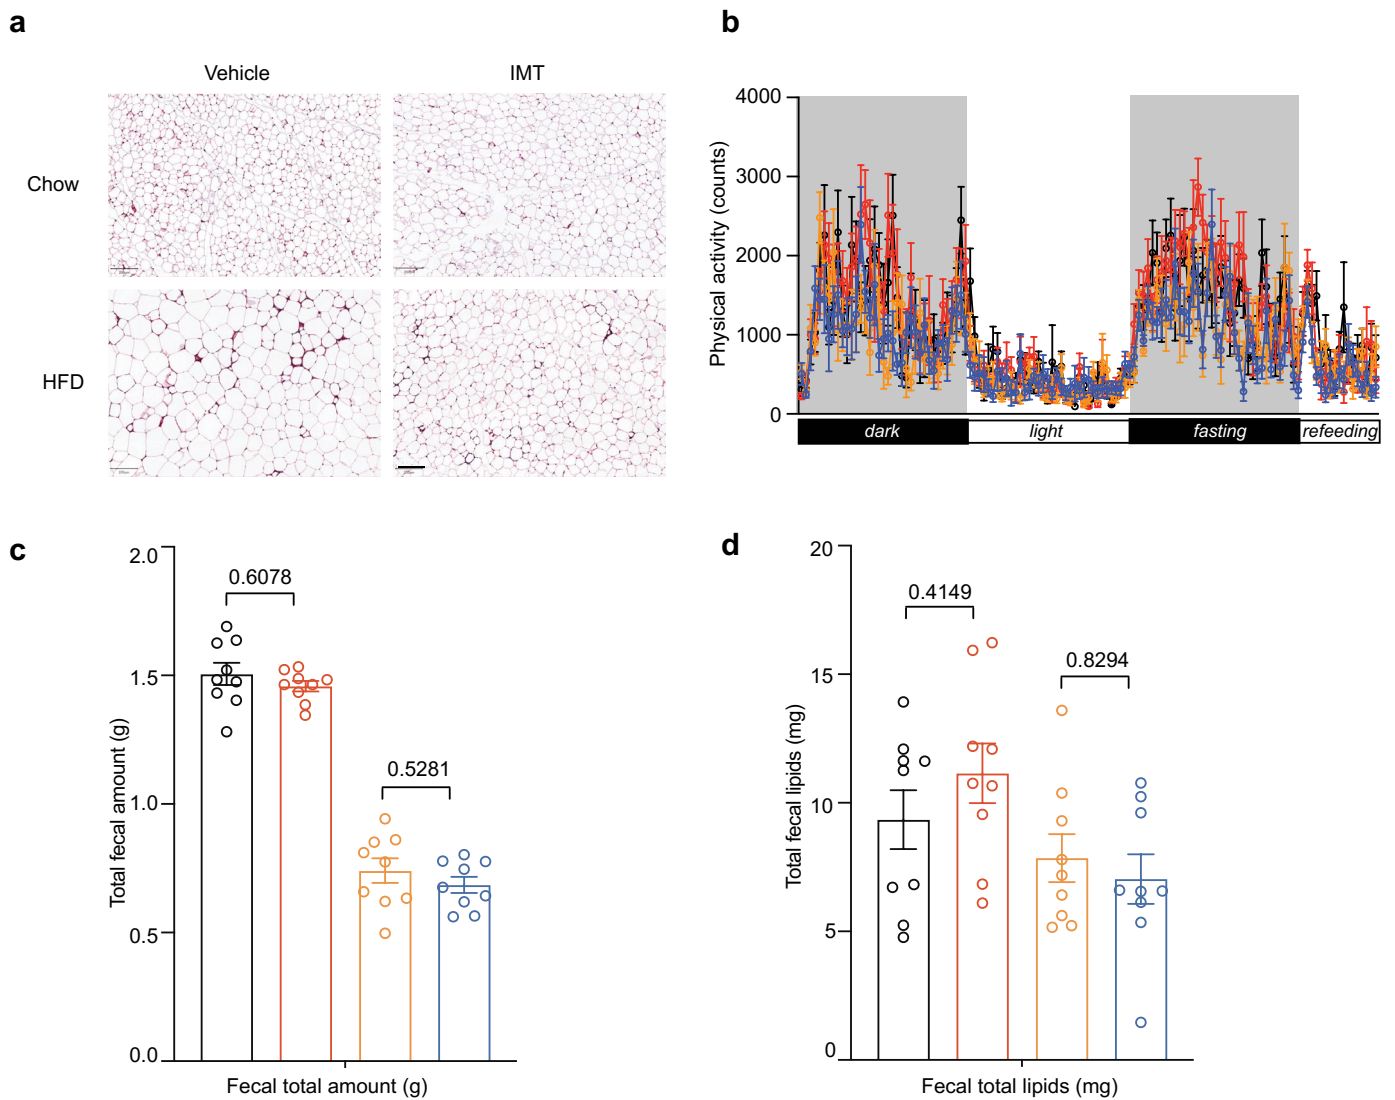 a
Vehicle
IMT
Chow
HFD
b
Physical activity (counts)
4000
3000
2000
1000
0
dark
light
fasting
refeeding
c
Total fecal amount (g)
2.0
1.5
1.0
0.5
0.0
0.6078
0.5281
Fecal total amount (g)
d
Total fecal lipids (mg)
20
15
10
5
0
0.4149
0.8294
Fecal total lipids (mg)